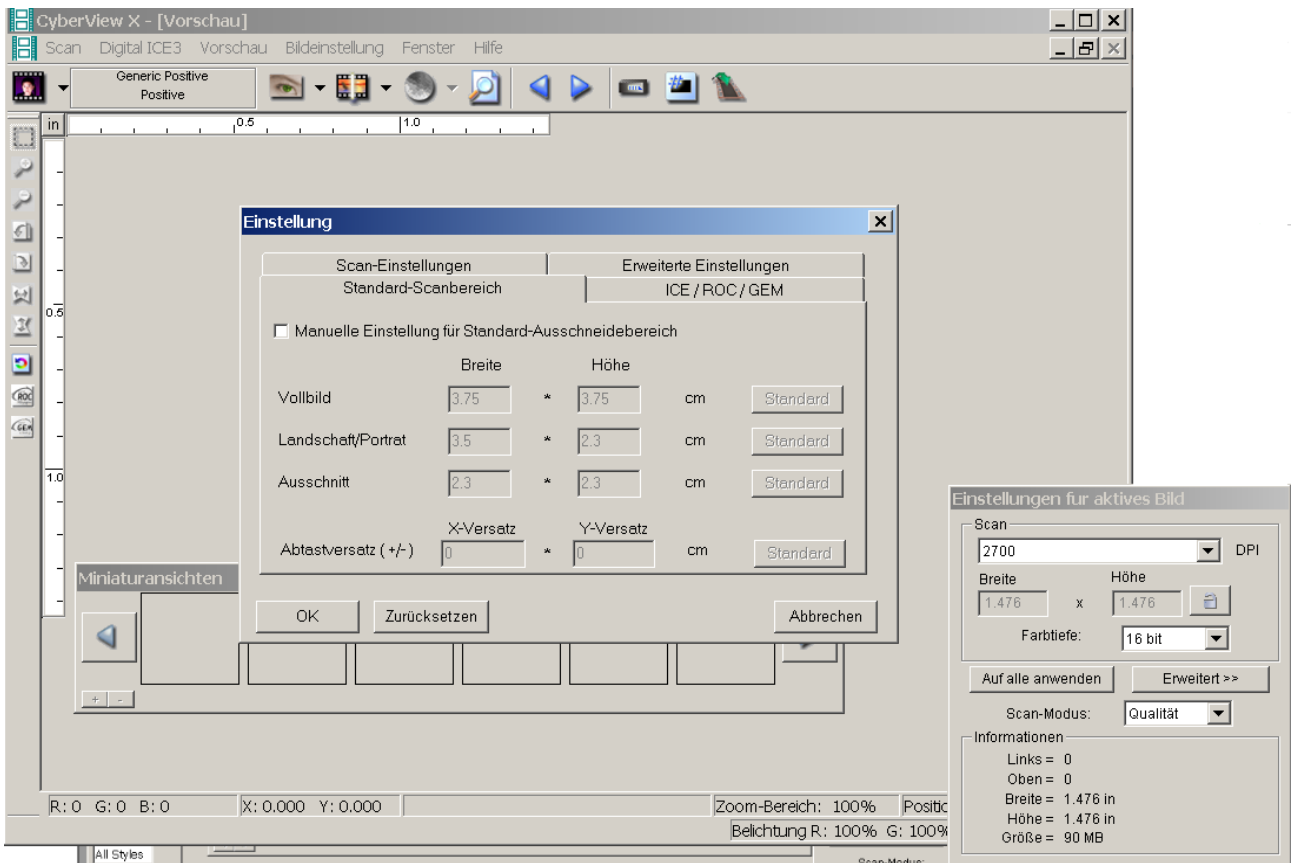 CyberView X - [Vorschau]
Scan Digital ICE3 Vorschau Bildeinstellung Fenster Hilfe
Generic Positive
Positive
in
0.5
1.0
0.5
1.0
ROC
GEM
Einstellung
Scan-Einstellungen Erweiterte Einstellungen
Standard-Scanbereich ICE / ROC / GEM
Manuelle Einstellung für Standard-Ausschneidebereich
Breite Höhe
Vollbild 3.75 * 3.75 cm Standard
Landschaft/Portrat 3.5 * 2.3 cm Standard
Ausschnitt 2.3 * 2.3 cm Standard
X-Versatz Y-Versatz
Abtastversatz ( +/- ) 0 * 0 cm Standard
OK Zurücksetzen Abbrechen
Miniaturansichten
+ -
Einstellungen fur aktives Bild
Scan
2700 DPI
Breite Höhe
1.476 x 1.476
Farbtiefe: 16 bit
Auf alle anwenden Erweitert >>
Scan-Modus: Qualität
Informationen
Links = 0
Oben = 0
Breite = 1.476 in
Höhe = 1.476 in
Größe = 90 MB
R: 0 G: 0 B: 0 X: 0.000 Y: 0.000 Zoom-Bereich: 100% Positio
Belichtung R: 100% G: 100%
All Styles
Scan-Modus: